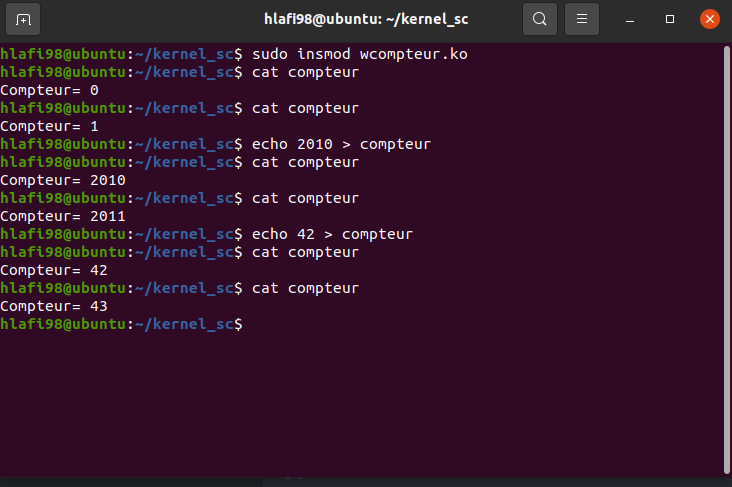 hlafi98@ubuntu: ~/kernel_sc
hlafi98@ubuntu:~/kernel_sc$ sudo insmod wcompteur.ko
hlafi98@ubuntu:~/kernel_sc$ cat compteur
Compteur= 0
hlafi98@ubuntu:~/kernel_sc$ cat compteur
Compteur= 1
hlafi98@ubuntu:~/kernel_sc$ echo 2010 > compteur
hlafi98@ubuntu:~/kernel_sc$ cat compteur
Compteur= 2010
hlafi98@ubuntu:~/kernel_sc$ cat compteur
Compteur= 2011
hlafi98@ubuntu:~/kernel_sc$ echo 42 > compteur
hlafi98@ubuntu:~/kernel_sc$ cat compteur
Compteur= 42
hlafi98@ubuntu:~/kernel_sc$ cat compteur
Compteur= 43
hlafi98@ubuntu:~/kernel_sc$